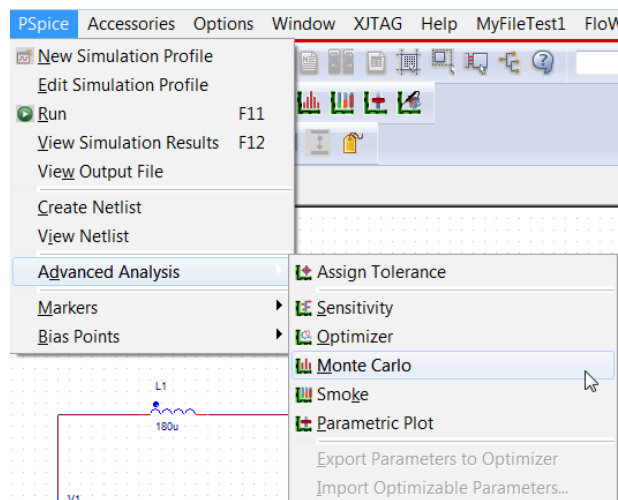 PSpice Accessories Options Window XJTAG Help MyFileTest1
New Simulation Profile
Edit Simulation Profile
Run F11
View Simulation Results F12
View Output File
Create Netlist
View Netlist
Advanced Analysis
Markers
Bias Points
Assign Tolerance
Sensitivity
Optimizer
Monte Carlo
Smoke
Parametric Plot
Export Parameters to Optimizer
Import Optimizable Parameters...
L1
180u
V1